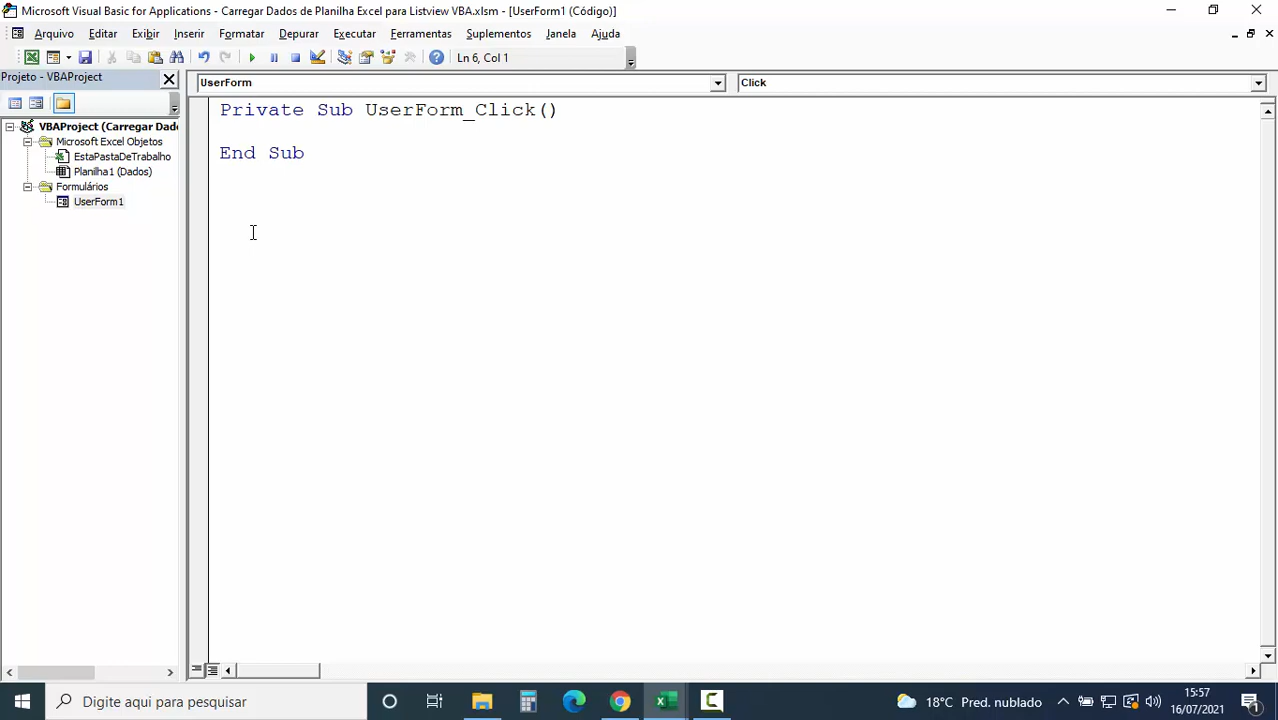 Microsoft Visual Basic for Applications - Carregar Dados de Planilha Excel para Listview VBA.xlsm - [UserForm1 (Código)]
Arquivo Editar Exibir Inserir Formatar Depurar Executar Ferramentas Suplementos Janela Ajuda
Ln 6, Col 1
Projeto - VBAProject
UserForm
Click
VBAProject (Carregar Dado
Microsoft Excel Objetos
EstaPastaDeTrabalho
Planilha1 (Dados)
Formulários
UserForm1
Private Sub UserForm_Click()
End Sub
Digite aqui para pesquisar
18°C Pred. nublado
15:57
16/07/2021
1